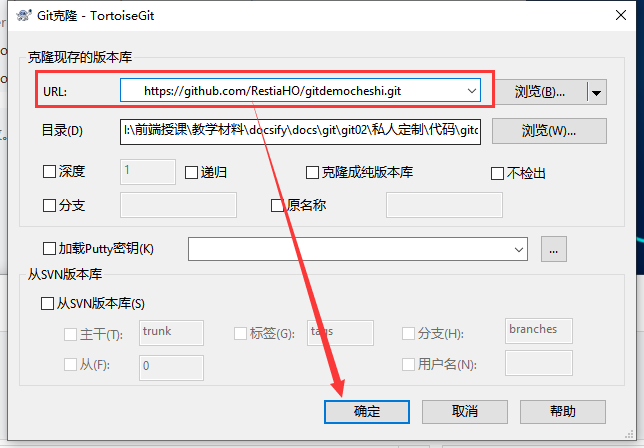 Git克隆 - TortoiseGit
克隆现存的版本库
URL: https://github.com/RestiaHO/gitdemocheshi.git 浏览(B)...
目录(D) I:\前端授课\教学材料\docsify\docs\git\git02\私人定制\代码\gitc 浏览(W)...
深度 1 递归 克隆成纯版本库 不检出
分支 原名称
加载Putty密钥(K) ...
从SVN版本库
从SVN版本库(S)
主干(T): trunk 标签(G): tags 分支(H): branches
从(F): 0 用户名(N):
确定 取消 帮助